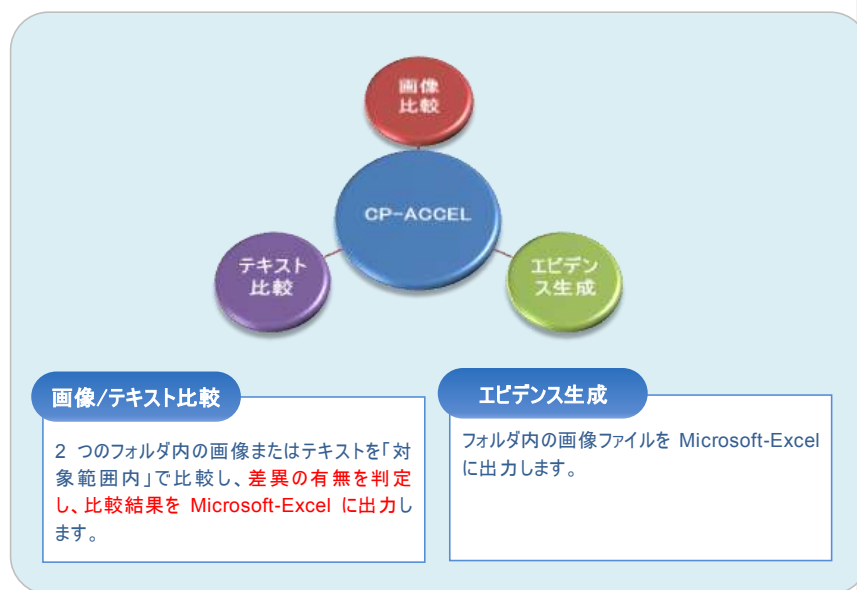 画像
比較
CP-ACCEL
テキスト
比較
エビデン
ス生成
画像/テキスト比較
2 つのフォルダ内の画像またはテキストを「対
象範囲内」で比較し、差異の有無を判定
し、比較結果を Microsoft-Excel に出力し
ます。
エビデンス生成
フォルダ内の画像ファイルを Microsoft-Excel
に出力します。